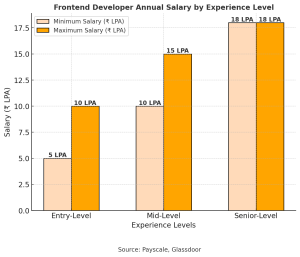 Frontend Developer Annual Salary by Experience Level
Minimum Salary (₹ LPA)
Maximum Salary (₹ LPA)
18 LPA 18 LPA
15 LPA
10 LPA 10 LPA
5 LPA
Salary (₹ LPA)
17.5
15.0
12.5
10.0
7.5
5.0
2.5
0.0
Entry-Level Mid-Level Senior-Level
Experience Levels
Source: Payscale, Glassdoor